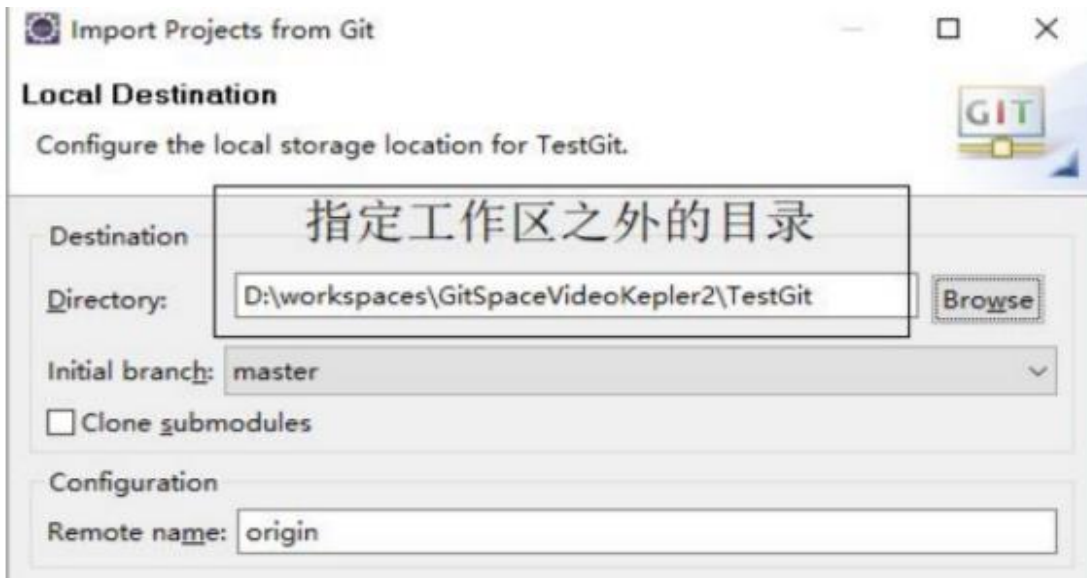 Import Projects from Git
Local Destination
Configure the local storage location for TestGit.
GIT
指定工作区之外的目录
Destination
Directory: D:\workspaces\GitSpaceVideoKepler2\TestGit Browse
Initial branch: master
Clone submodules
Configuration
Remote name: origin